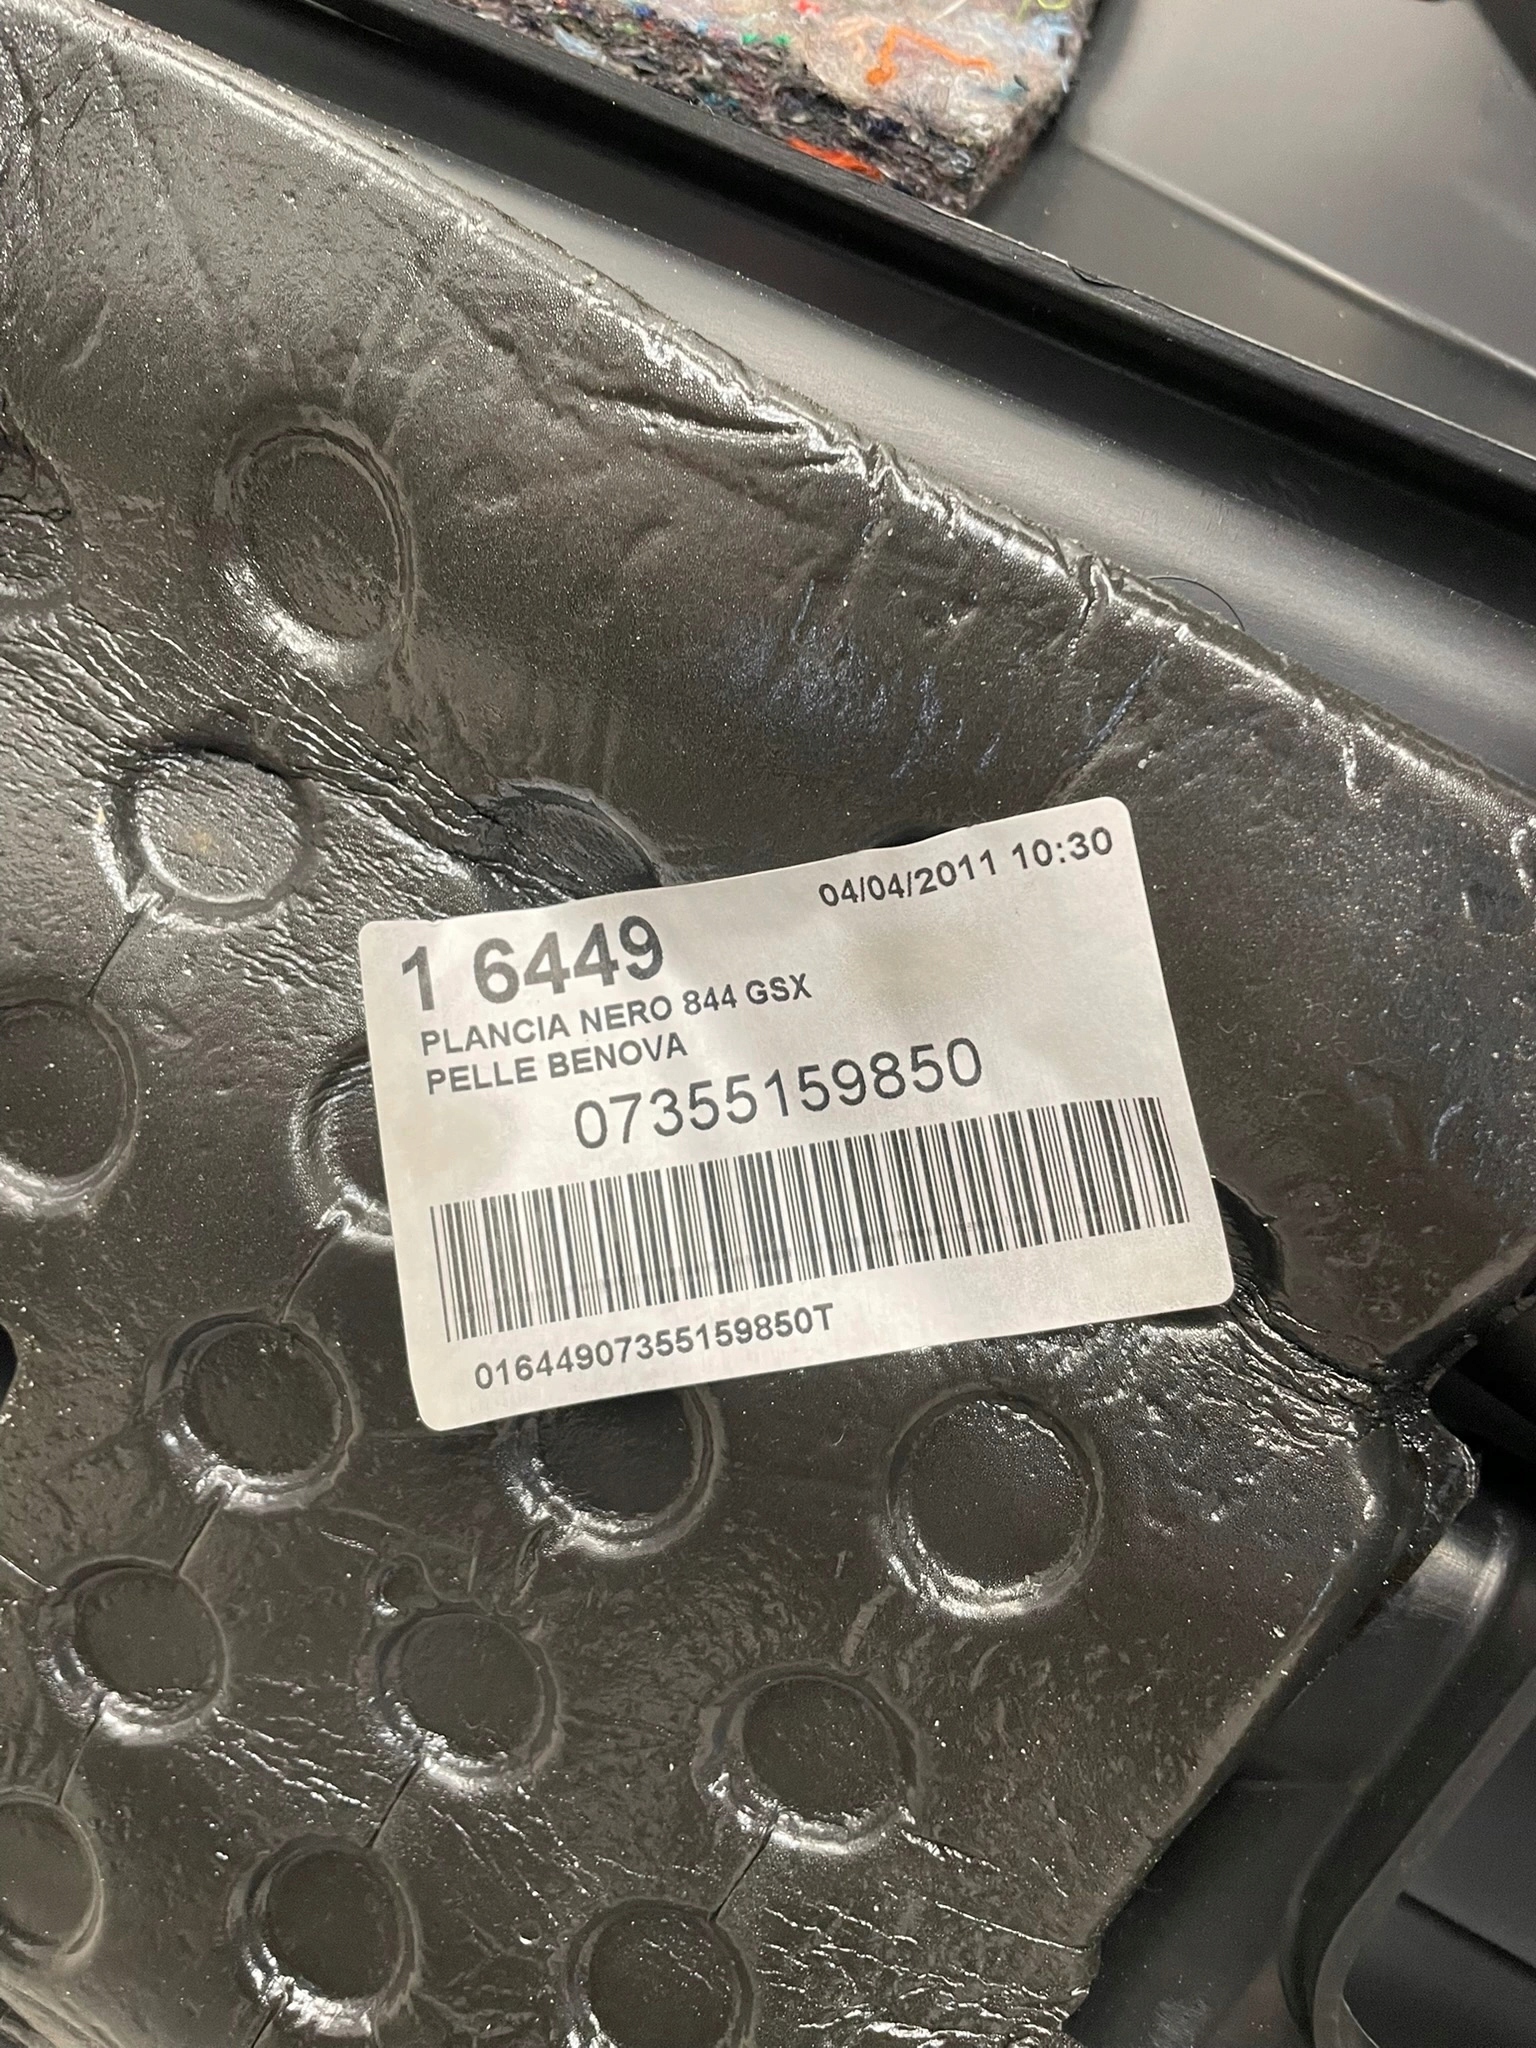 04/04/2011 10:30
1 6449
PLANCIA NERO 844 GSX
PELLE BENOVA
07355159850
01644907355159850T